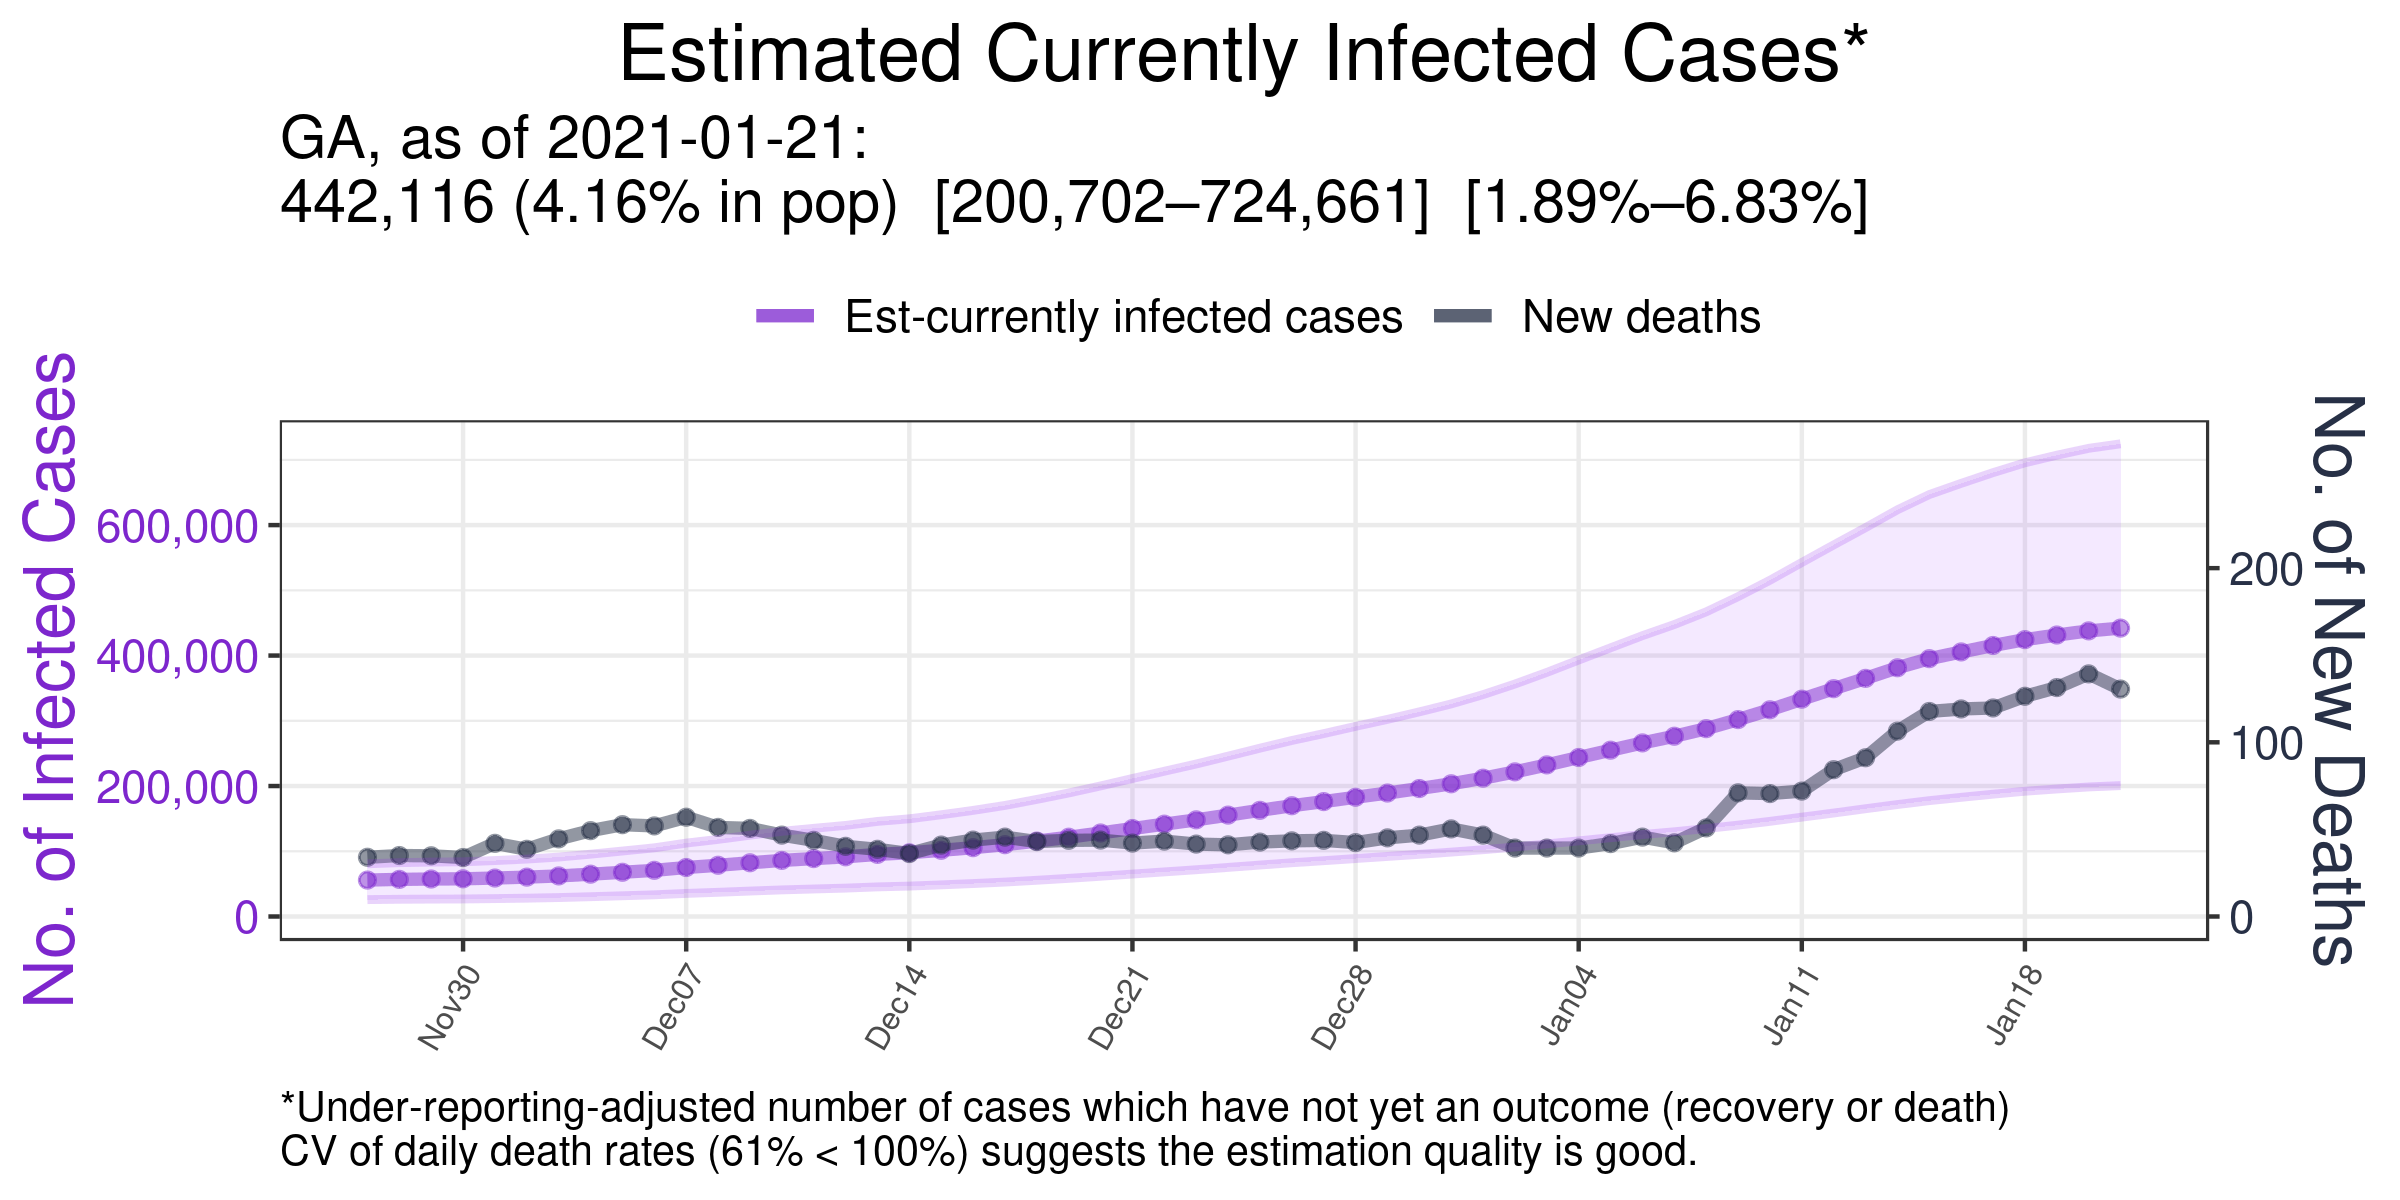 Estimated Currently Infected Cases*
GA, as of 2021-01-21:
442,116 (4.16% in pop)  [200,702–724,661]  [1.89%–6.83%]
Est-currently infected cases
New deaths
No. of Infected Cases
600,000
400,000
200,000
0
No. of New Deaths
200
100
0
Nov30
Dec07
Dec14
Dec21
Dec28
Jan04
Jan11
Jan18
*Under-reporting-adjusted number of cases which have not yet an outcome (recovery or death)
CV of daily death rates (61% < 100%) suggests the estimation quality is good.